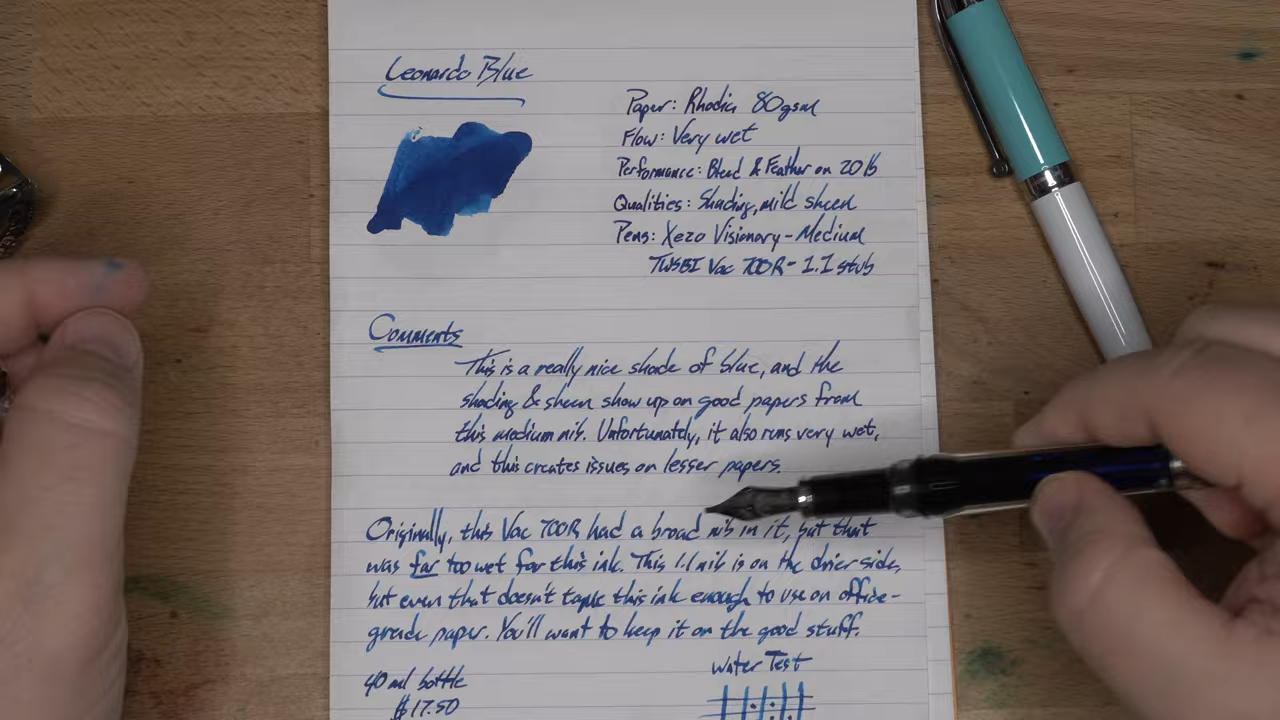 Leonardo Blue
Paper: Rhodia 80gsm
Flow: Very wet
Performance: Bleed & Feather on 20 lb
Qualities: Shading, mild sheen
Pens: Xezo Visionary - Medium
TWSBI Vac 700R - 1.1 stub
Comments
This is a really nice shade of blue, and the
shading & sheen show up on good papers from
this medium nib. Unfortunately, it also runs very wet,
and this creates issues on lesser papers.
Originally, this Vac 700R had a broad nib in it, but that
was far too wet for this ink. This 1.1 nib is on the drier side,
but even that doesn't tame this ink enough to use on office-
grade paper. You'll want to keep it on the good stuff.
40 ml bottle
$17.50
Water Test